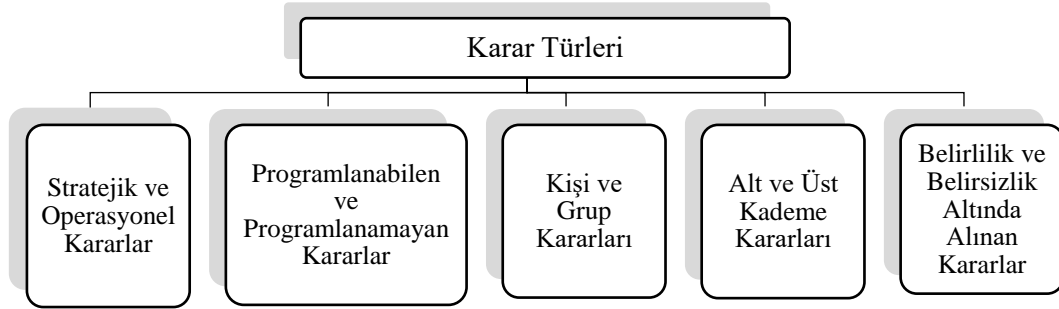 Karar Türleri
Stratejik ve
Operasyonel
Kararlar
Programlanabilen
ve
Programlanamayan
Kararlar
Kişi ve
Grup
Kararları
Alt ve Üst
Kademe
Kararları
Belirlilik ve
Belirsizlik
Altında
Alınan
Kararlar